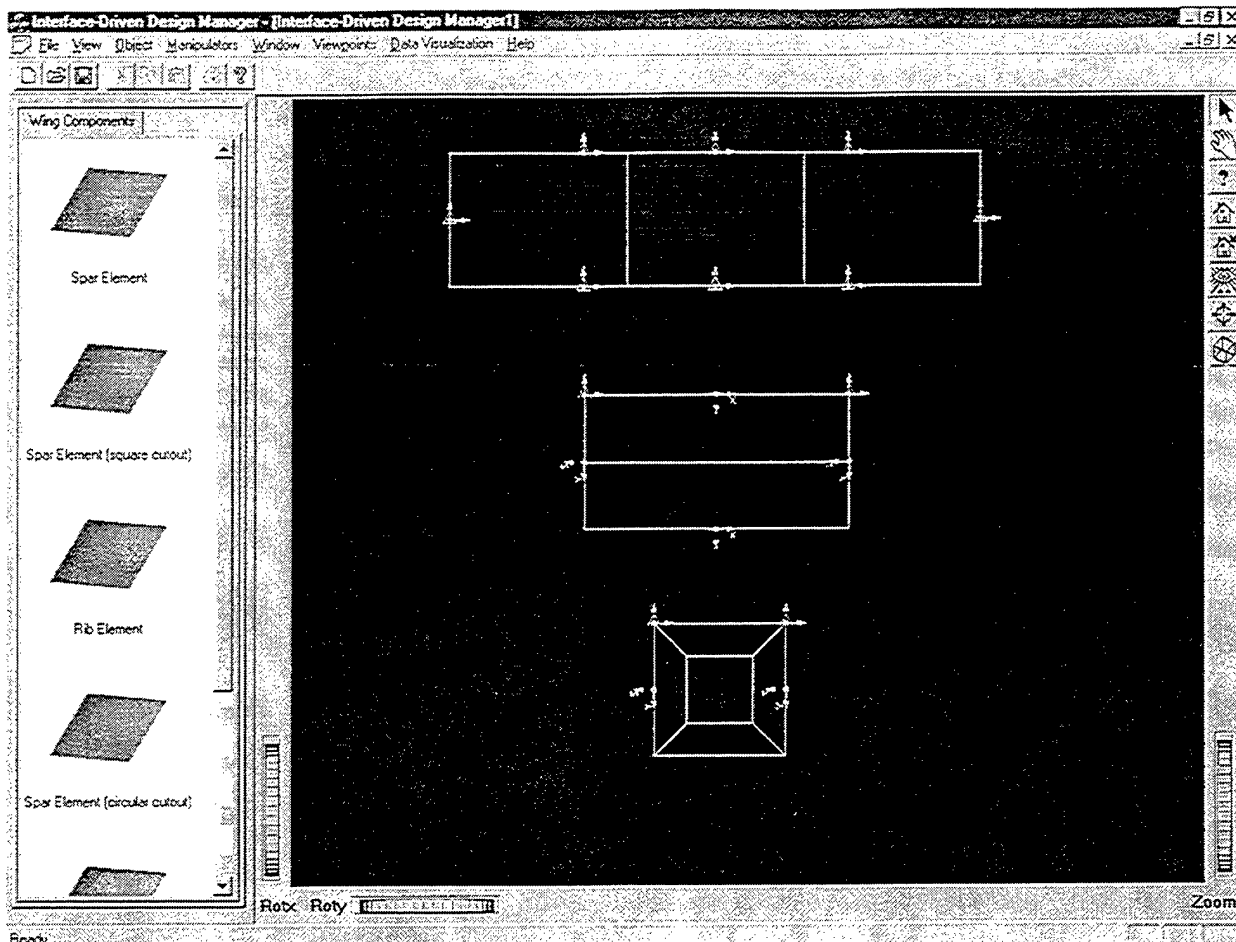 Interface-Driven Design Manager - [Interface-Driven Design Manager1]
File View Object Manipulators Window Viewpoints Data Visualization Help
Wing Components
Spar Element
Spar Element (square cutout)
Rib Element
Spar Element (circular cutout)
Rotx Roty
Zoom
Ready